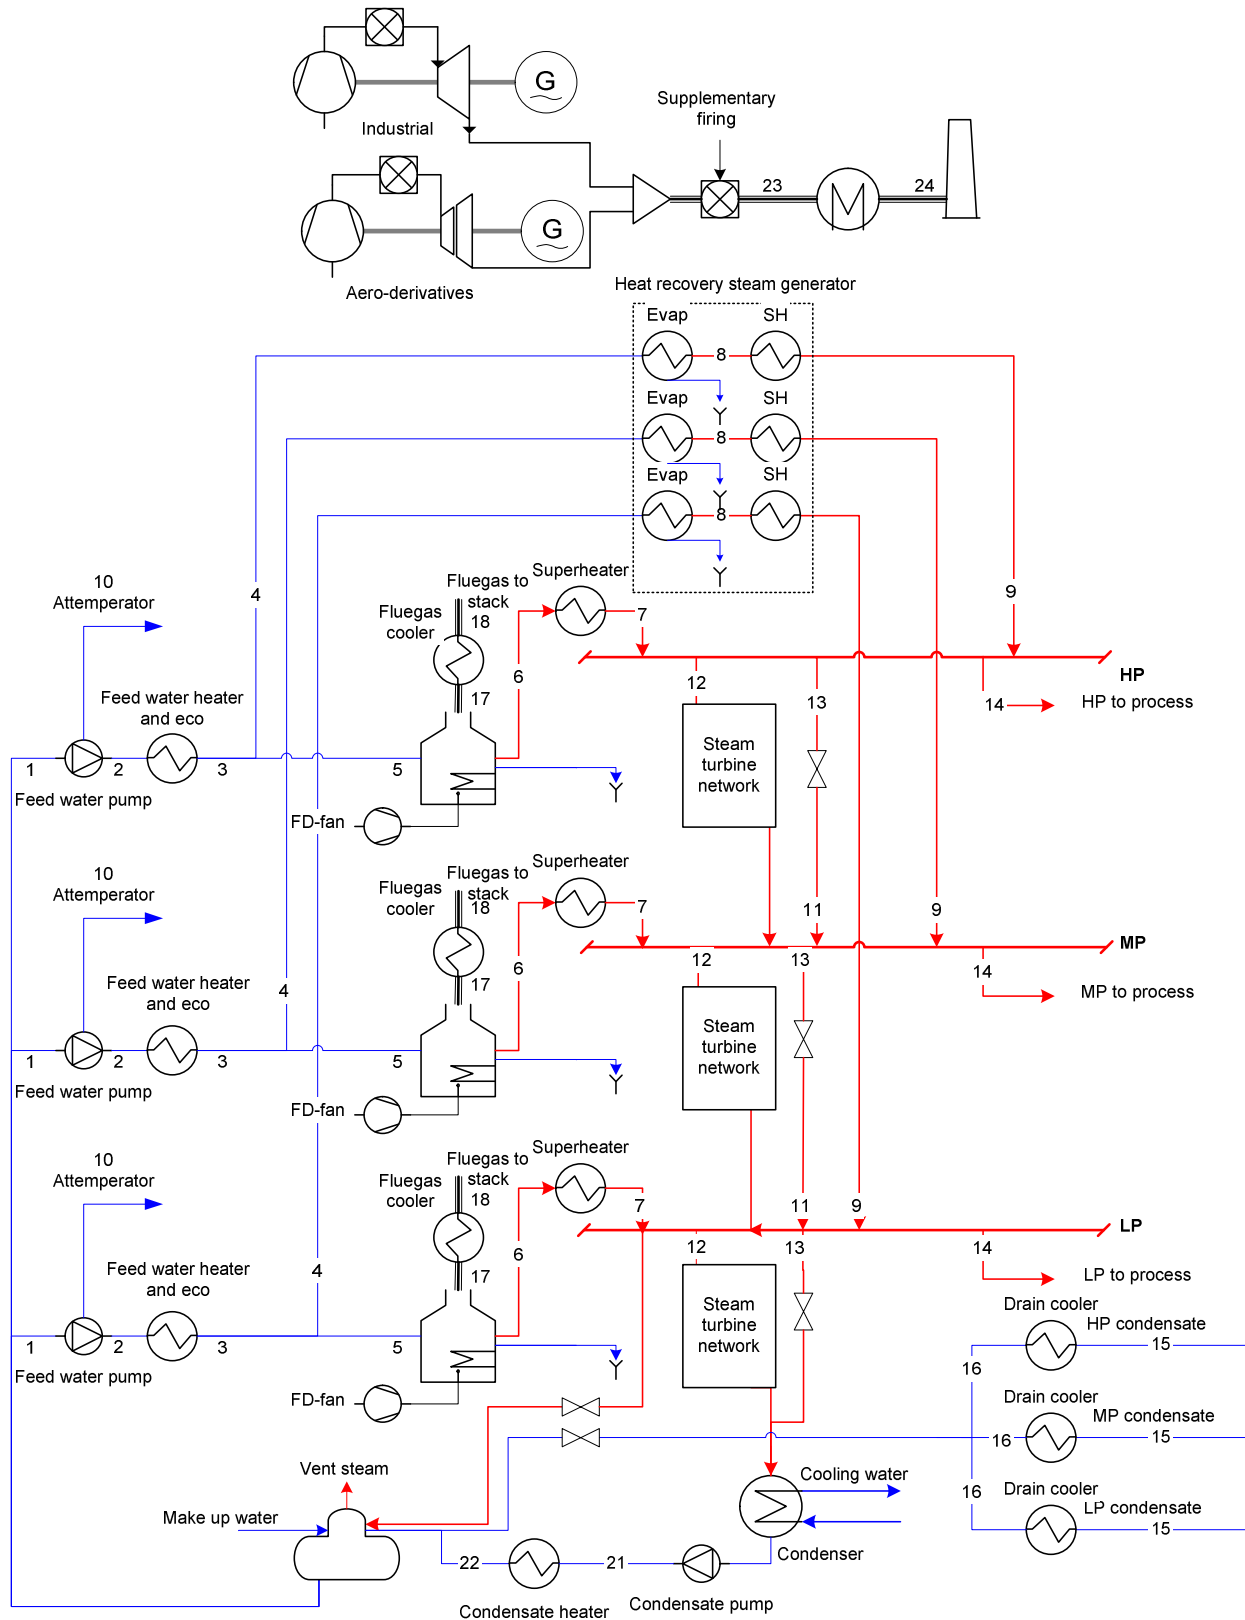 G
Industrial
Supplementary
firing
23
24
G
Aero-derivatives
Heat recovery steam generator
Evap
SH
8
Evap
SH
8
Evap
SH
8
10
Attemperator
4
Fluegas to
stack
18
Fluegas
cooler
Superheater
7
9
6
17
12
13
HP
14
HP to process
Feed water heater
and eco
Steam
turbine
network
1
2
3
5
Feed water pump
FD-fan
10
Attemperator
Fluegas to
stack
18
Fluegas
cooler
Superheater
7
11
9
MP
6
12
13
14
MP to process
Feed water heater
and eco
4
17
Steam
turbine
network
1
2
3
5
Feed water pump
FD-fan
10
Attemperator
Fluegas to
stack
18
Fluegas
cooler
Superheater
7
11
9
LP
6
12
13
14
LP to process
Feed water heater
and eco
4
17
Steam
turbine
network
1
2
3
5
Feed water pump
FD-fan
Drain cooler
HP condensate
15
16
Drain cooler
MP condensate
16
15
Drain cooler
LP condensate
16
15
Vent steam
Make up water
Cooling water
Condenser
22
21
Condensate heater
Condensate pump